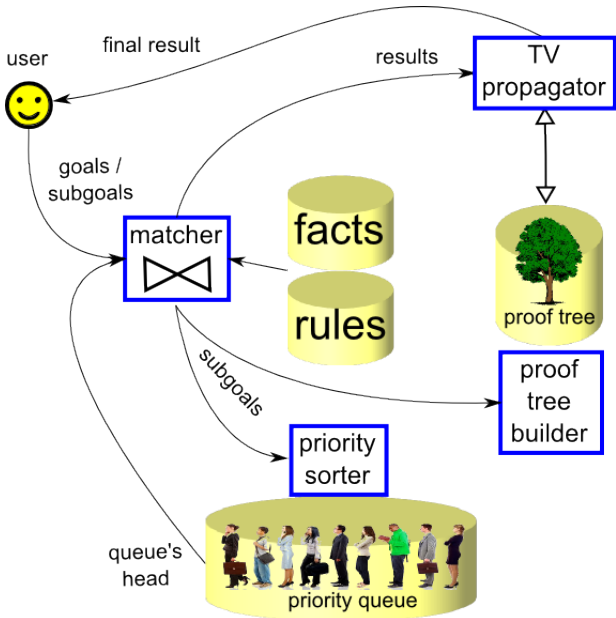 final result
user
results
TV
propagator
goals /
subgoals
matcher
facts
rules
proof tree
subgoals
proof
tree
builder
priority
sorter
queue's
head
priority queue